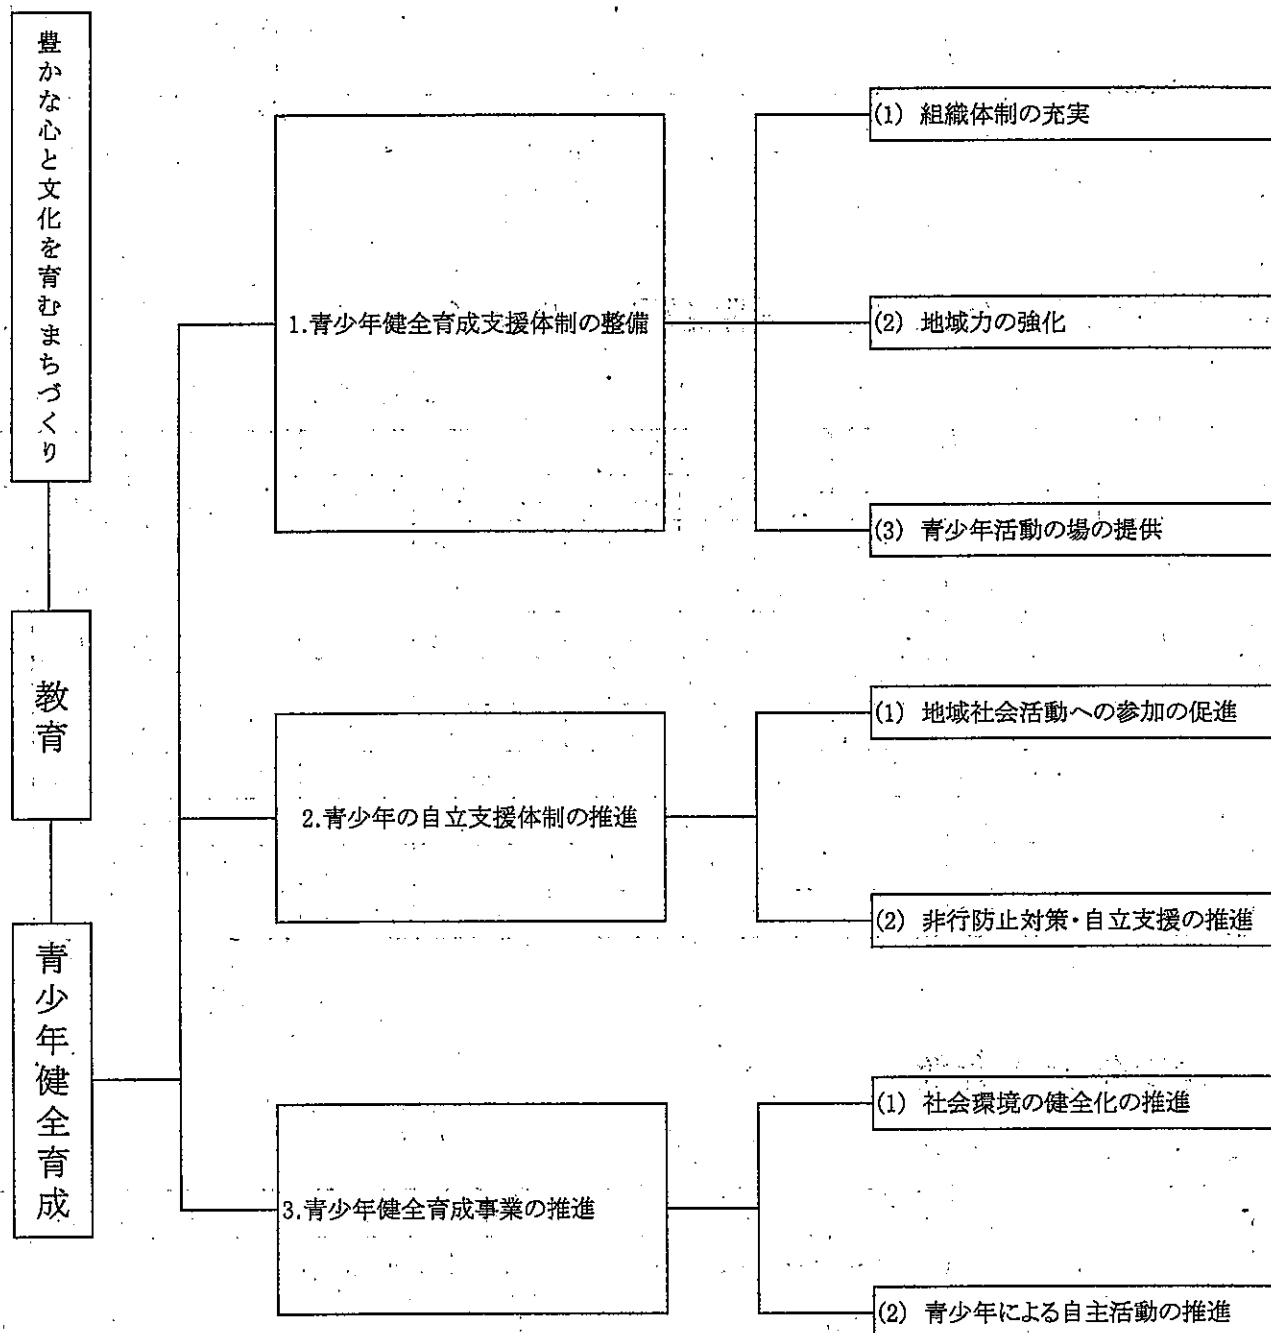 豊かな心と文化を育むまちづくり
教育
青少年健全育成
1.青少年健全育成支援体制の整備
(1) 組織体制の充実
(2) 地域力の強化
(3) 青少年活動の場の提供
2.青少年の自立支援体制の推進
(1) 地域社会活動への参加の促進
(2) 非行防止対策・自立支援の推進
3.青少年健全育成事業の推進
(1) 社会環境の健全化の推進
(2) 青少年による自主活動の推進